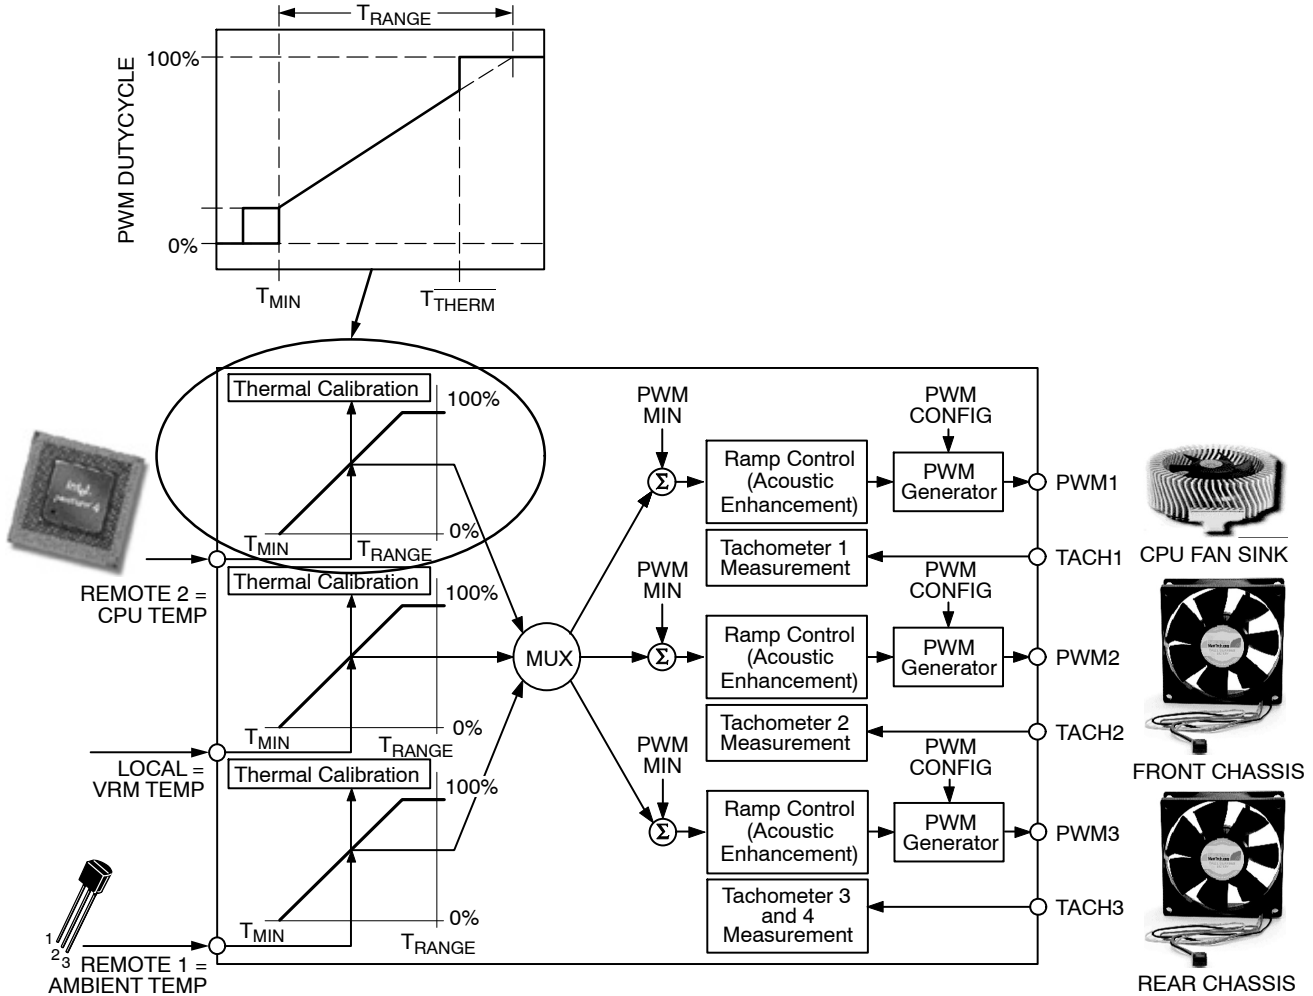 TRANGE
100%
PWM DUTYCYCLE
0%
TMIN
TTHERM
Thermal Calibration
100%
0%
TMIN
TRANGE
REMOTE 2 =
CPU TEMP
Thermal Calibration
100%
0%
TMIN
TRANGE
LOCAL =
VRM TEMP
Thermal Calibration
100%
0%
TMIN
TRANGE
1
2
3
REMOTE 1 =
AMBIENT TEMP
MUX
PWM
MIN
Σ
Ramp Control
(Acoustic
Enhancement)
PWM
CONFIG
PWM
Generator
PWM1
Tachometer 1
Measurement
TACH1
CPU FAN SINK
PWM
MIN
Σ
Ramp Control
(Acoustic
Enhancement)
PWM
CONFIG
PWM
Generator
PWM2
Tachometer 2
Measurement
TACH2
FRONT CHASSIS
PWM
MIN
Σ
Ramp Control
(Acoustic
Enhancement)
PWM
CONFIG
PWM
Generator
PWM3
Tachometer 3
and 4
Measurement
TACH3
REAR CHASSIS
intel
pentium 4